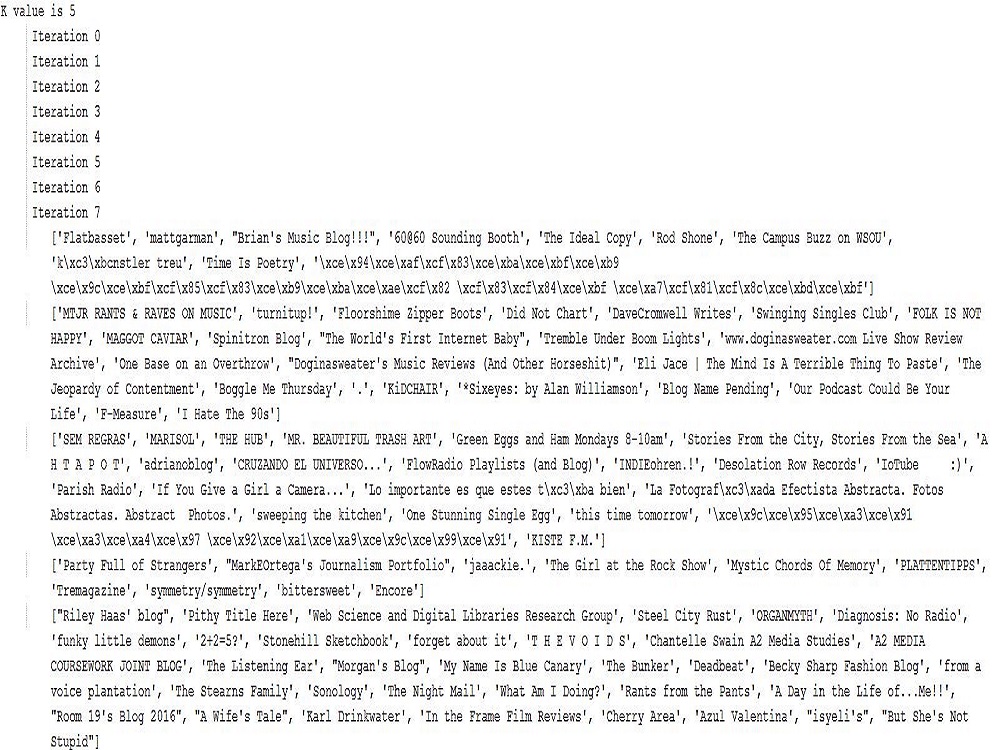 K value is 5
Iteration 0
Iteration 1
Iteration 2
Iteration 3
Iteration 4
Iteration 5
Iteration 6
Iteration 7
['Flatbasset', 'mattgarman', "Brian's Music Blog!!!", '60@60 Sounding Booth', 'The Ideal Copy', 'Rod Shone', 'The Campus Buzz on WSOU',
'k\xc3\xbcnstler treu', 'Time Is Poetry', '\xce\x94\xce\xaf\xcf\x83\xce\xba\xce\xbf\xce\xb9
\xce\x9c\xce\xbf\xcf\x85\xcf\x83\xce\xb9\xce\xba\xce\xae\xcf\x82 \xcf\x83\xcf\x84\xce\xbf \xce\xa7\xcf\x81\xcf\x8c\xce\xbd\xce\xbf']
['MTJR RANTS & RAVES ON MUSIC', 'turnitup!', 'Floorshime Zipper Boots', 'Did Not Chart', 'DaveCromwell Writes', 'Swinging Singles Club', 'FOLK IS NOT
HAPPY', 'MAGGOT CAVIAR', 'Spinitron Blog', "The World's First Internet Baby", 'Tremble Under Boom Lights', 'www.doginasweater.com Live Show Review
Archive', 'One Base on an Overthrow', "Doginasweater's Music Reviews (And Other Horseshit)", 'Eli Jace | The Mind Is A Terrible Thing To Paste', 'The
Jeopardy of Contentment', 'Boggle Me Thursday', '.', 'KiDCHAIR', '*Sixeyes: by Alan Williamson', 'Blog Name Pending', 'Our Podcast Could Be Your
Life', 'F-Measure', 'I Hate The 90s']
['SEM REGRAS', 'MARISOL', 'THE HUB', 'MR. BEAUTIFUL TRASH ART', 'Green Eggs and Ham Mondays 8-10am', 'Stories From the City, Stories From the Sea', 'A
H T A P O T', 'adrianoblog', 'CRUZANDO EL UNIVERSO...', 'FlowRadio Playlists (and Blog)', 'INDIEohren.!', 'Desolation Row Records', 'IoTube    :)',
'Parish Radio', 'If You Give a Girl a Camera...', 'Lo importante es que estes t\xc3\xba bien', 'La Fotograf\xc3\xada Efectista Abstracta. Fotos
Abstractas. Abstract  Photos.', 'sweeping the kitchen', 'One Stunning Single Egg', 'this time tomorrow', '\xce\x9c\xce\x95\xce\xa3\xce\x91
\xce\xa3\xce\xa4\xce\x97 \xce\x92\xce\xa1\xce\xa9\xce\x9c\xce\x99\xce\x91', 'KISTE F.M.']
['Party Full of Strangers', "MarkEOrtega's Journalism Portfolio", 'jaaackie.', 'The Girl at the Rock Show', 'Mystic Chords Of Memory', 'PLATTENTIPPS',
'Tremagazine', 'symmetry/symmetry', 'bittersweet', 'Encore']
["Riley Haas' blog", 'Pithy Title Here', 'Web Science and Digital Libraries Research Group', 'Steel City Rust', 'ORGANMYTH', 'Diagnosis: No Radio',
'funky little demons', '2+2=5?', 'Stonehill Sketchbook', 'forget about it', 'T H E V O I D S', 'Chantelle Swain A2 Media Studies', 'A2 MEDIA
COURSEWORK JOINT BLOG', 'The Listening Ear', "Morgan's Blog", 'My Name Is Blue Canary', 'The Bunker', 'Deadbeat', 'Becky Sharp Fashion Blog', 'from a
voice plantation', 'The Stearns Family', 'Sonology', 'The Night Mail', 'What Am I Doing?', 'Rants from the Pants', 'A Day in the Life of...Me!!',
"Room 19's Blog 2016", "A Wife's Tale", 'Karl Drinkwater', 'In the Frame Film Reviews', 'Cherry Area', 'Azul Valentina', "isyeli's", "But She's Not
Stupid"]